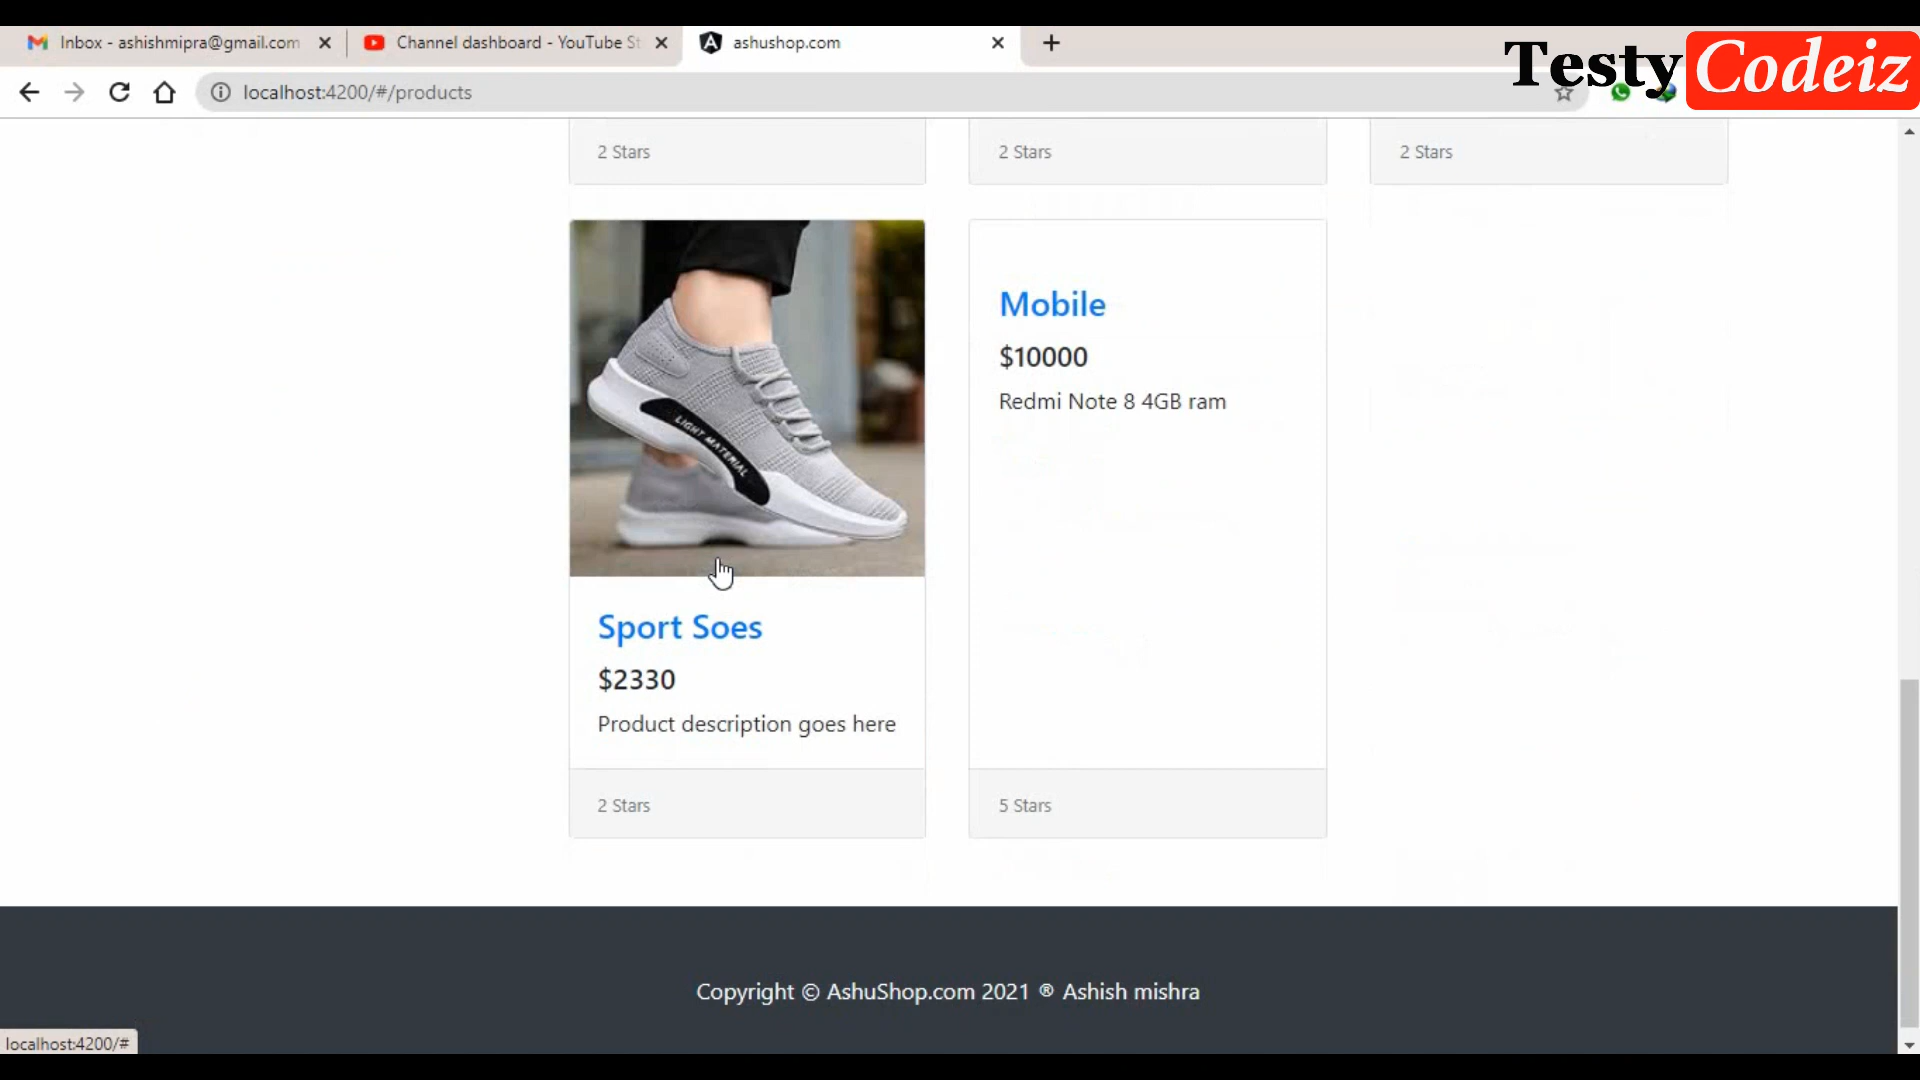 Inbox - ashishmipra@gmail.com
Channel dashboard - YouTube St
ashushop.com
Testy Codeiz
localhost:4200/#/products
2 Stars
2 Stars
2 Stars
LIGHT MATERIAL
Sport Soes
$2330
Product description goes here
2 Stars
Mobile
$10000
Redmi Note 8 4GB ram
5 Stars
Copyright © AshuShop.com 2021 ® Ashish mishra
localhost:4200/#